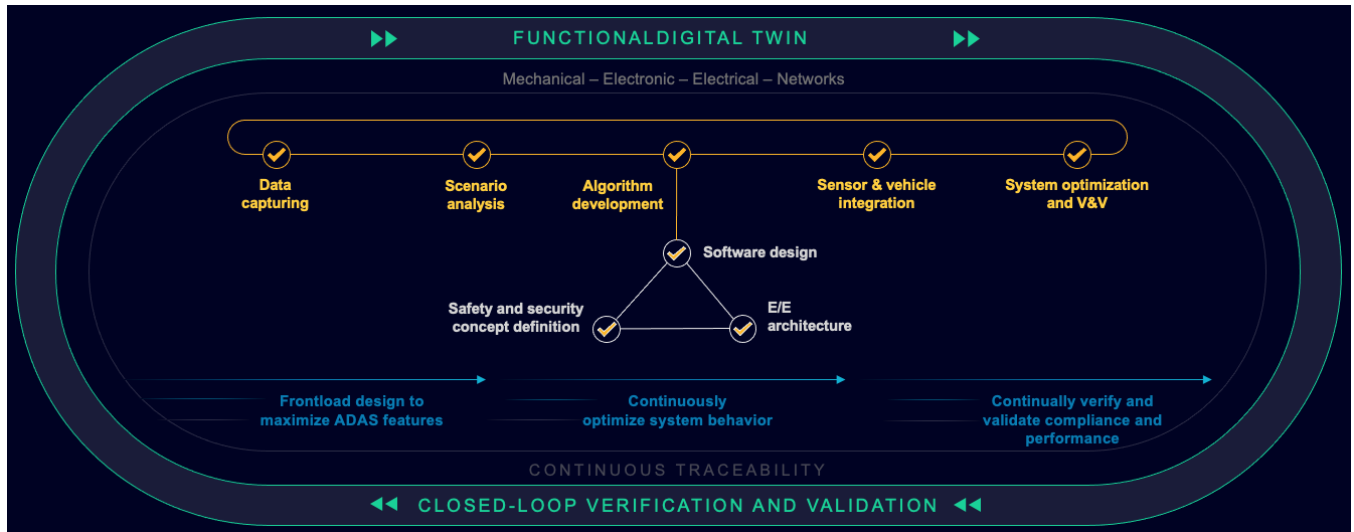 FUNCTIONALDIGITAL TWIN
Mechanical – Electronic – Electrical – Networks
Data
capturing
Scenario
analysis
Algorithm
development
Sensor & vehicle
integration
System optimization
and V&V
Software design
Safety and security
concept definition
E/E
architecture
Frontload design to
maximize ADAS features
Continuously
optimize system behavior
Continually verify and
validate compliance and
performance
CONTINUOUS TRACEABILITY
CLOSED-LOOP VERIFICATION AND VALIDATION